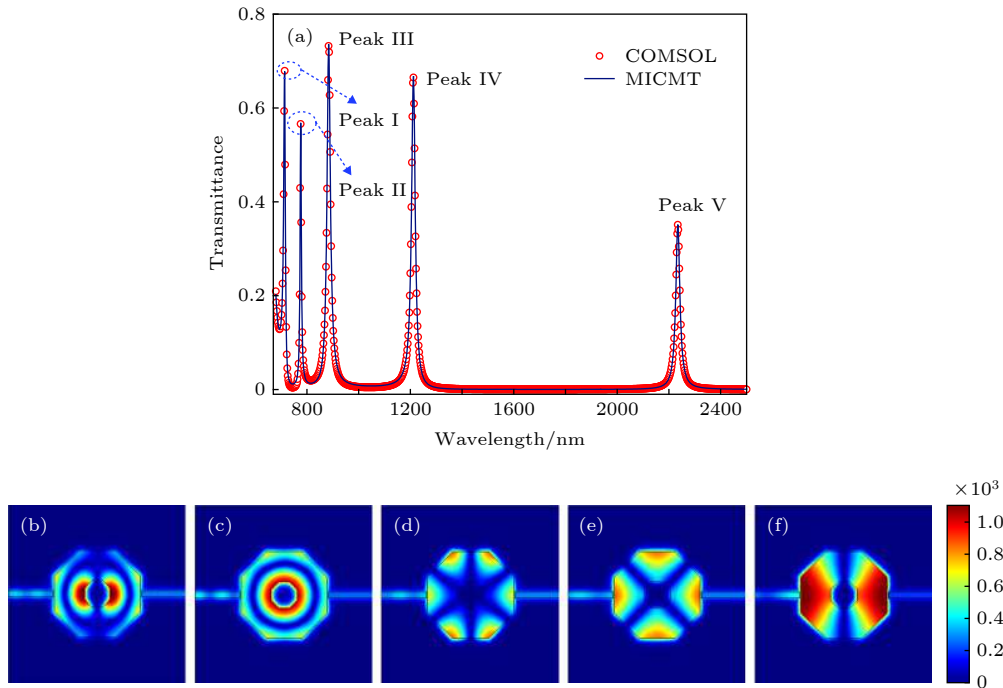 0.8
(a)
Peak III
COMSOL
MICMT
Peak IV
0.6
Peak I
Peak II
0.4
Peak V
0.2
0
Transmittance
800 1200 1600 2000 2400
Wavelength/nm
×10³
(b) (c) (d) (e) (f)
1.0
0.8
0.6
0.4
0.2
0